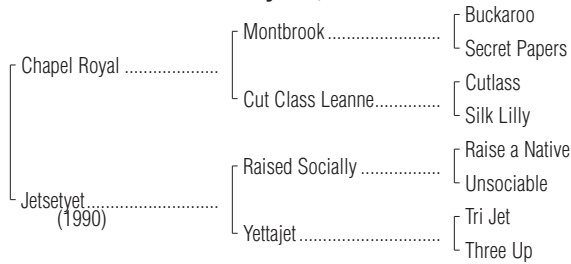 Buckaroo
Montbrook
Secret Papers
Chapel Royal
Cutlass
Cut Class Leanne
Silk Lilly
Raise a Native
Raised Socially
Unsociable
Jetsetyet
(1990)
Tri Jet
Yettajet
Three Up